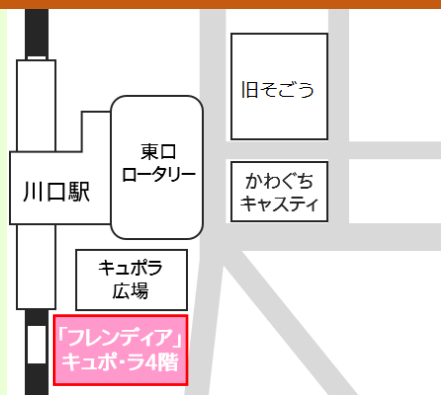 旧そごう
東口
ロータリー
川口駅
かわぐち
キャスティ
キュポラ
広場
「フレンディア」
キュポ・ラ4階